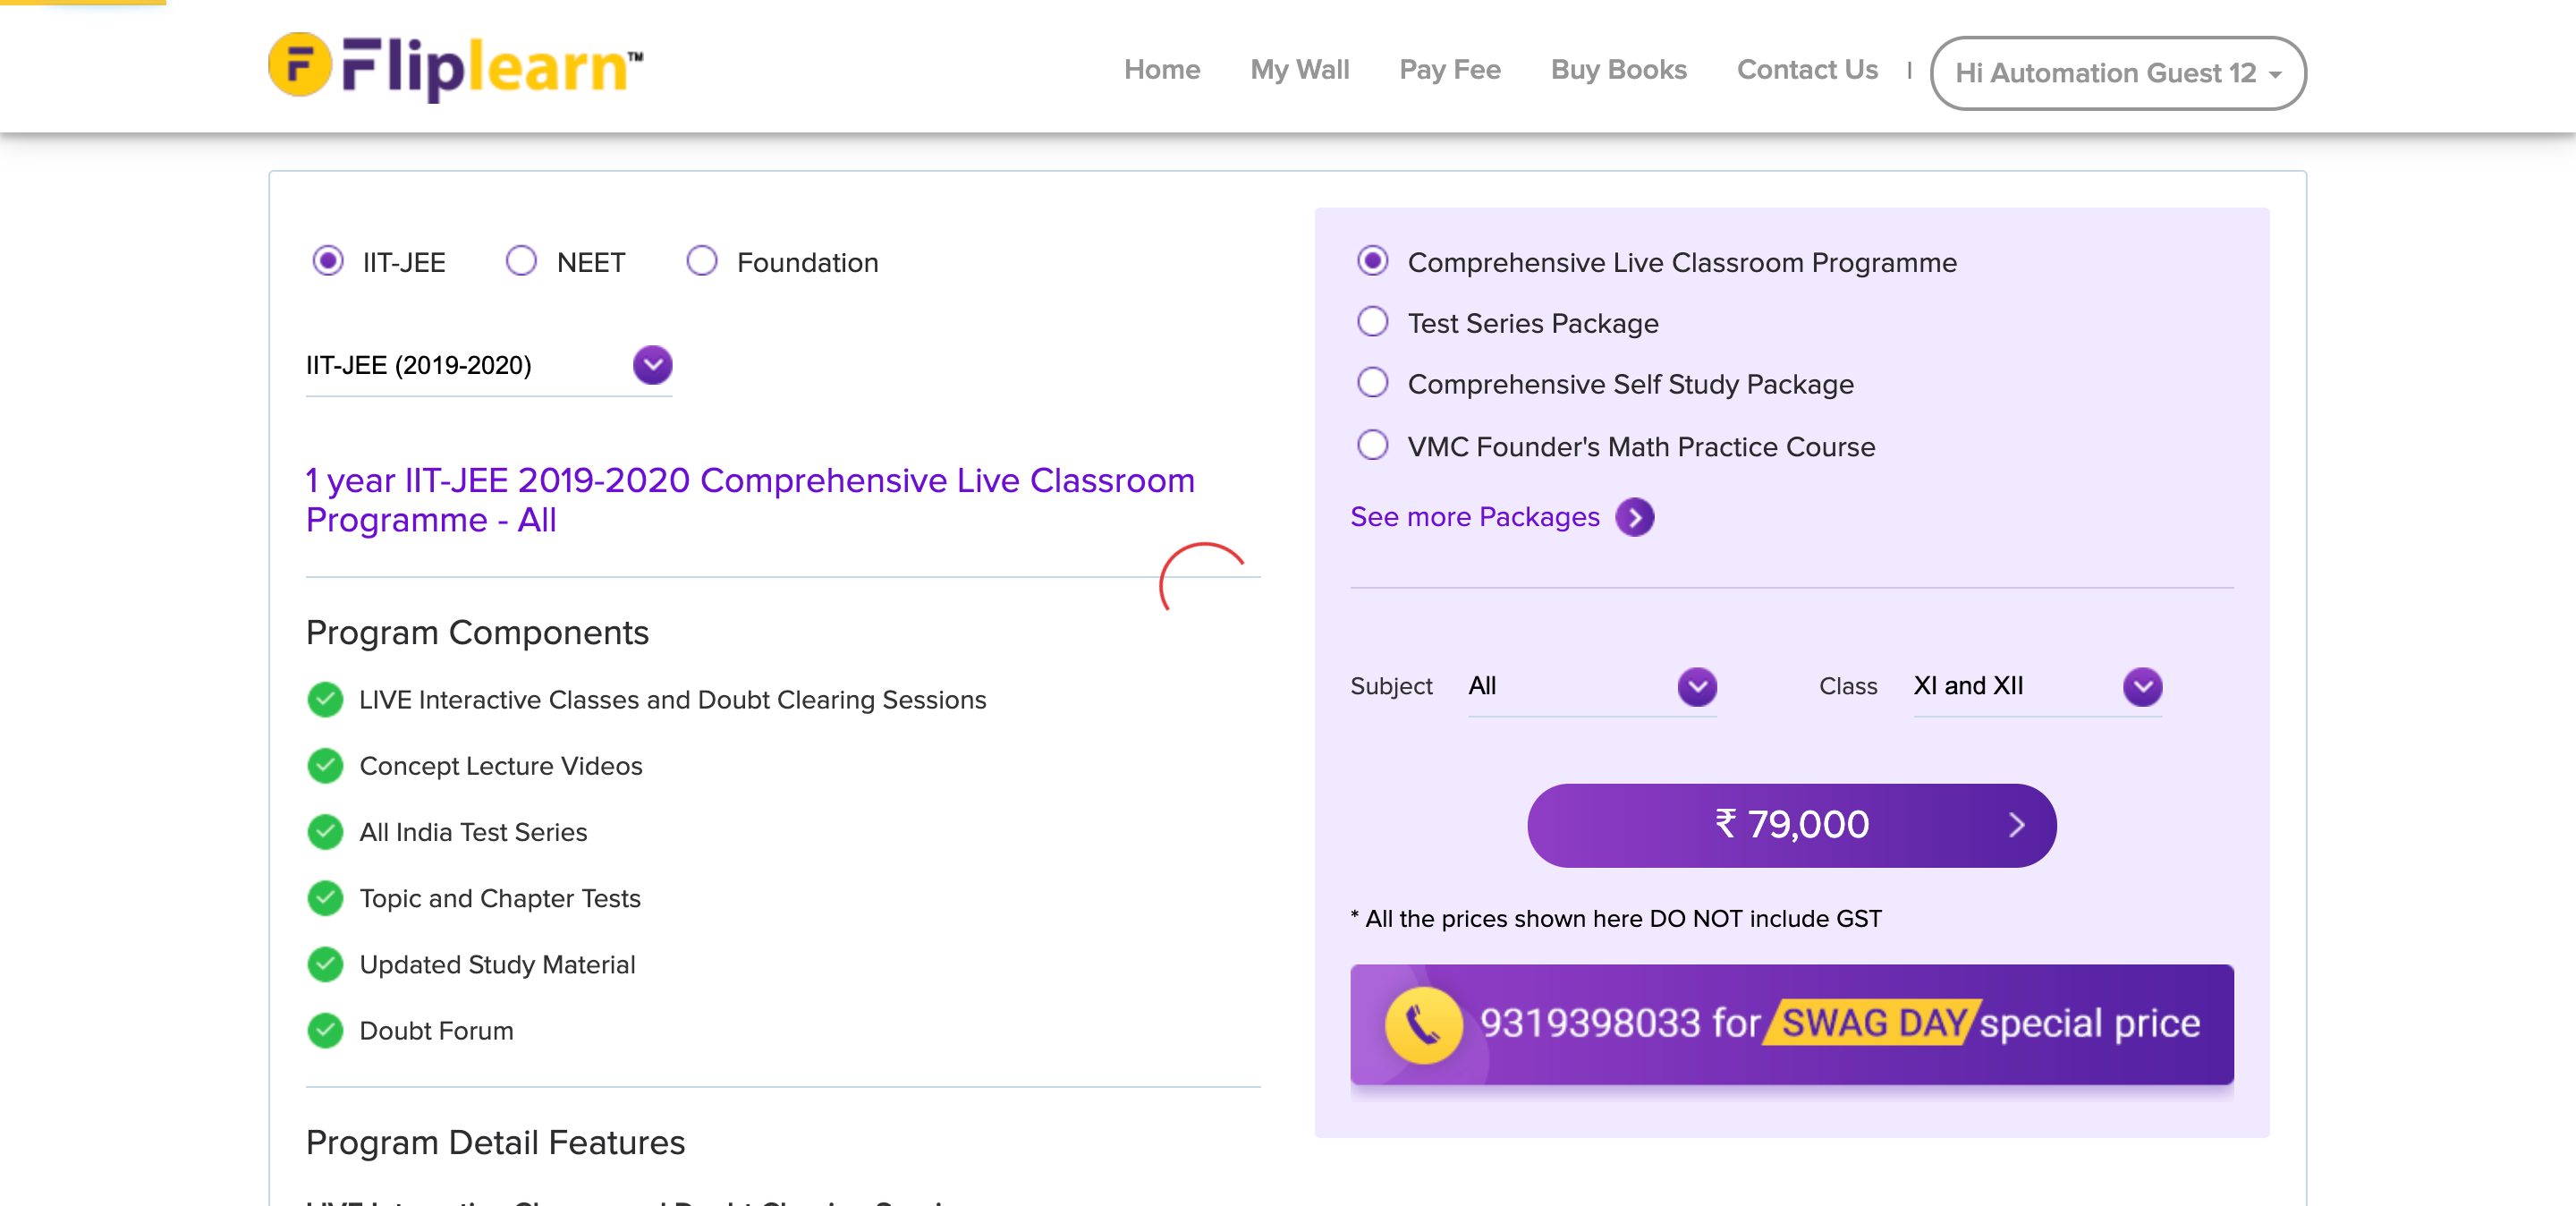 F Fliplearn™
Home My Wall Pay Fee Buy Books Contact Us | Hi Automation Guest 12
IIT-JEE NEET Foundation
IIT-JEE (2019-2020)
1 year IIT-JEE 2019-2020 Comprehensive Live Classroom
Programme - All
Program Components
LIVE Interactive Classes and Doubt Clearing Sessions
Concept Lecture Videos
All India Test Series
Topic and Chapter Tests
Updated Study Material
Doubt Forum
Program Detail Features
Comprehensive Live Classroom Programme
Test Series Package
Comprehensive Self Study Package
VMC Founder's Math Practice Course
See more Packages
Subject All Class XI and XII
₹ 79,000
* All the prices shown here DO NOT include GST
9319398033 for SWAG DAY special price